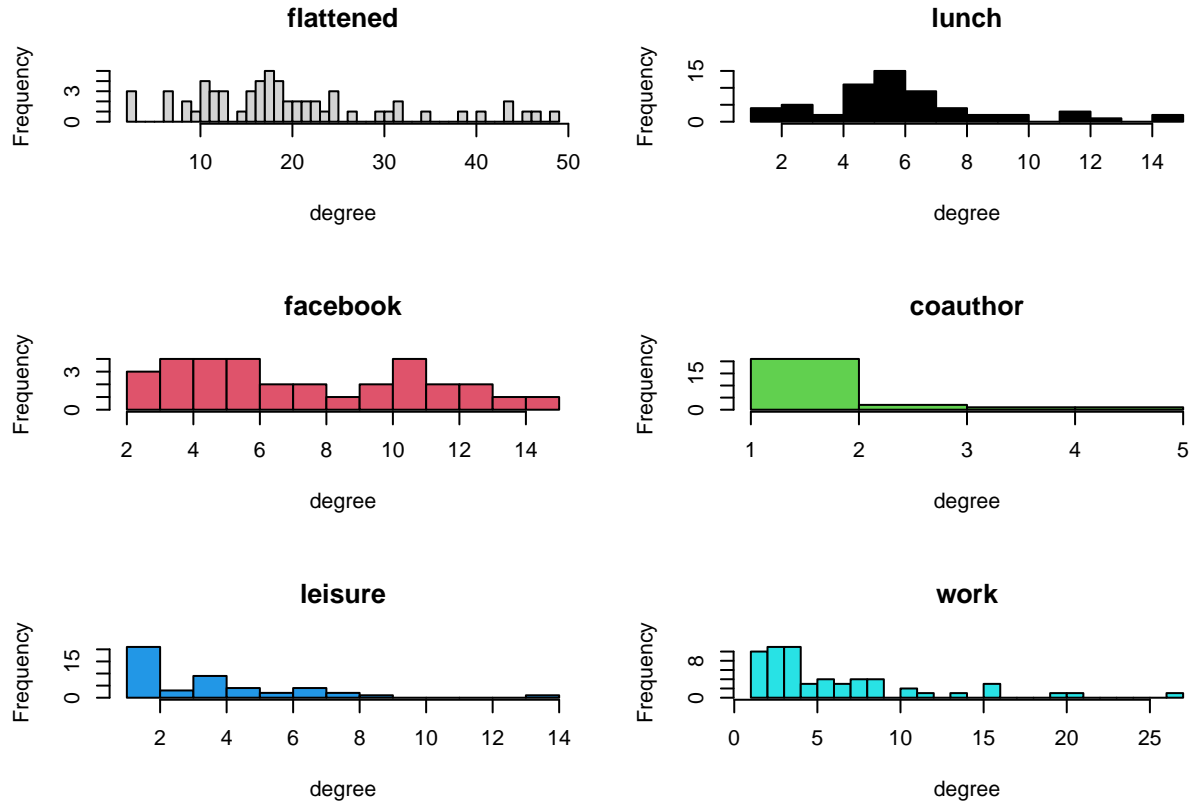 flattened
Frequency
0
3
10 20 30 40 50
degree
lunch
Frequency
0
15
2 4 6 8 10 12 14
degree
facebook
Frequency
0
3
2 4 6 8 10 12 14
degree
coauthor
Frequency
0
15
1 2 3 4 5
degree
leisure
Frequency
0
15
2 4 6 8 10 12 14
degree
work
Frequency
0
8
0 5 10 15 20 25
degree